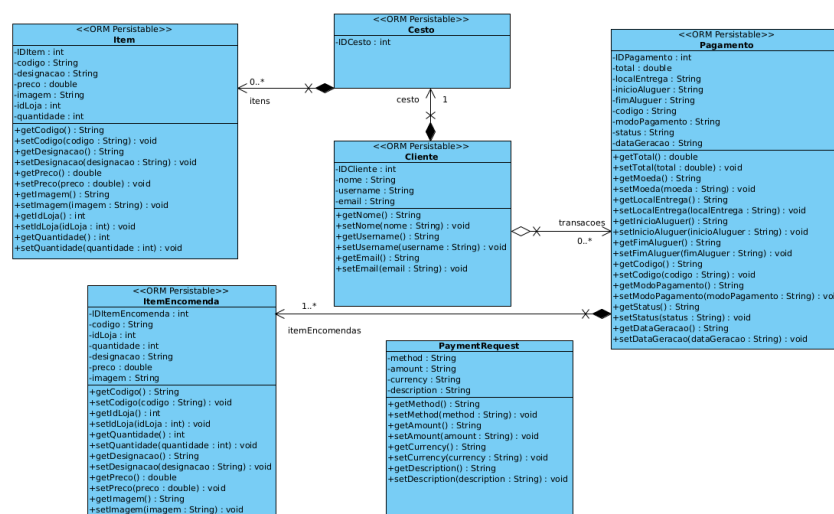 <<ORM Persistable>>
Item
-IDItem : int
-codigo : String
-designacao : String
-preco : double
-imagem : String
-idLoja : int
-quantidade : int
+getCodigo() : String
+setCodigo(codigo : String) : void
+getDesignacao() : String
+setDesignacao(designacao : String) : void
+getPreco() : double
+setPreco(preco : double) : void
+getImagem() : String
+setImagem(imagem : String) : void
+getIdLoja() : int
+setIdLoja(idLoja : int) : void
+getQuantidade() : int
+setQuantidade(quantidade : int) : void
0..*
itens
<<ORM Persistable>>
Cesto
-IDCesto : int
cesto
1
<<ORM Persistable>>
Cliente
-IDCliente : int
-nome : String
-username : String
-email : String
+getNome() : String
+setNome(nome : String) : void
+getUsername() : String
+setUsername(username : String) : void
+getEmail() : String
+setEmail(email : String) : void
transacoes
0..*
<<ORM Persistable>>
Pagamento
-IDPagamento : int
-total : double
-localEntrega : String
-inicioAluguer : String
-fimAluguer : String
-codigo : String
-modoPagamento : String
-status : String
-dataGeracao : String
+getTotal() : double
+setTotal(total : double) : void
+getMoeda() : String
+setMoeda(moeda : String) : void
+getLocalEntrega() : String
+setLocalEntrega(localEntrega : String) : void
+getInicioAluguer() : String
+setInicioAluguer(inicioAluguer : String) : void
+getFimAluguer() : String
+setFimAluguer(fimAluguer : String) : void
+getCodigo() : String
+setCodigo(codigo : String) : void
+getModoPagamento() : String
+setModoPagamento(modoPagamento : String) : void
+getStatus() : String
+setStatus(status : String) : void
+getDataGeracao() : String
+setDataGeracao(dataGeracao : String) : void
<<ORM Persistable>>
ItemEncomenda
-IDItemEncomenda : int
-codigo : String
-idLoja : int
-quantidade : int
-designacao : String
-preco : double
-imagem : String
+getCodigo() : String
+setCodigo(codigo : String) : void
+getIdLoja() : int
+setIdLoja(idLoja : int) : void
+getQuantidade() : int
+setQuantidade(quantidade : int) : void
+getDesignacao() : String
+setDesignacao(designacao : String) : void
+getPreco() : double
+setPreco(preco : double) : void
+getImagem() : String
+setImagem(imagem : String) : void
1..*
itemEncomendas
PaymentRequest
-method : String
-amount : String
-currency : String
-description : String
+getMethod() : String
+setMethod(method : String) : void
+getAmount() : String
+setAmount(amount : String) : void
+getCurrency() : String
+setCurrency(currency : String) : void
+getDescription() : String
+setDescription(description : String) : void